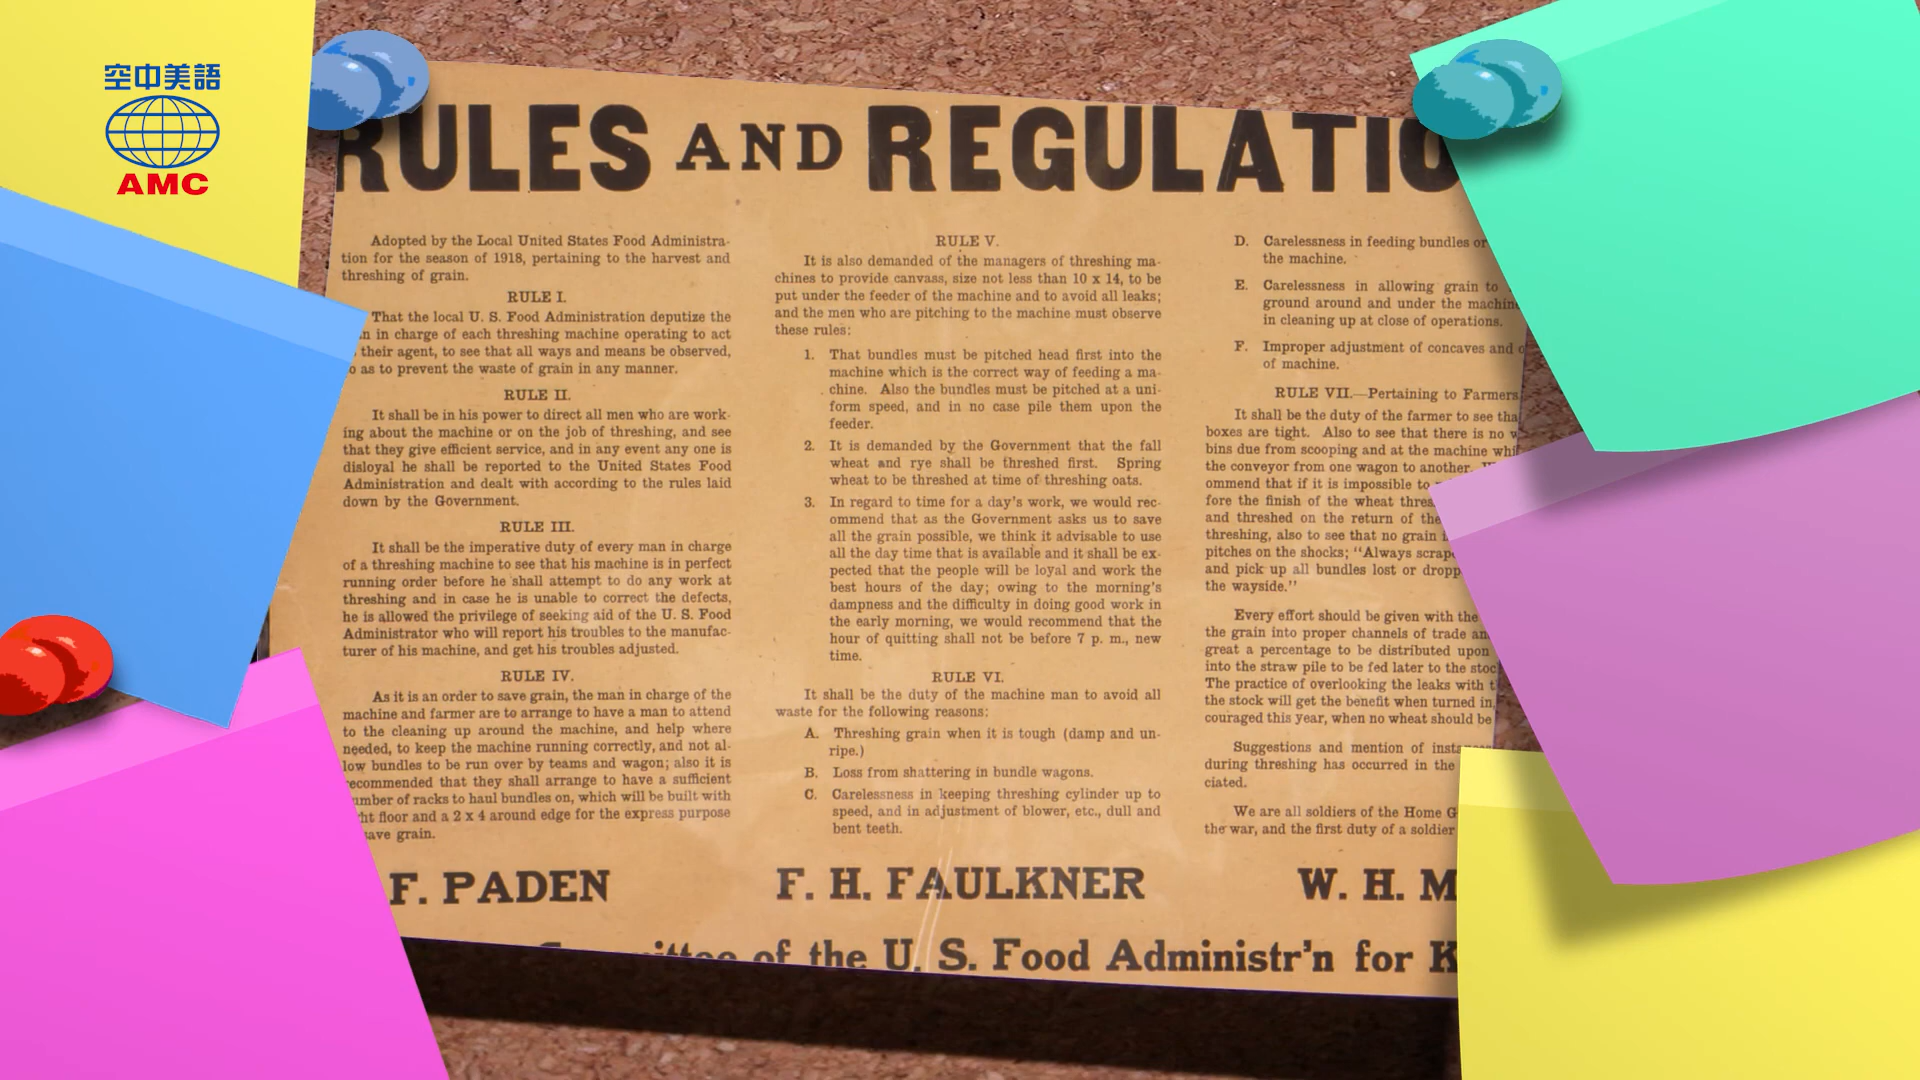 空中美語
AMC
RULES AND REGULATIO
Adopted by the Local United States Food Administra-
tion for the season of 1918, pertaining to the harvest and
threshing of grain.
RULE I.
That the local U. S. Food Administration deputize the
in charge of each threshing machine operating to act
their agent, to see that all ways and means be observed,
as to prevent the waste of grain in any manner.
RULE II.
It shall be in his power to direct all men who are work-
ing about the machine or on the job of threshing, and see
that they give efficient service, and in any event any one is
disloyal he shall be reported to the United States Food
Administration and dealt with according to the rules laid
down by the Government.
RULE III.
It shall be the imperative duty of every man in charge
of a threshing machine to see that his machine is in perfect
running order before he shall attempt to do any work at
threshing and in case he is unable to correct the defects,
he is allowed the privilege of seeking aid of the U. S. Food
Administrator who will report his troubles to the manufac-
turer of his machine, and get his troubles adjusted.
RULE IV.
As it is an order to save grain, the man in charge of the
machine and farmer are to arrange to have a man to attend
to the cleaning up around the machine, and help where
needed, to keep the machine running correctly, and not al-
low bundles to be run over by teams and wagon; also it is
recommended that they shall arrange to have a sufficient
number of racks to haul bundles on, which will be built with
floor and a 2 x 4 around edge for the express purpose
grain.
RULE V.
It is also demanded of the managers of threshing ma-
chines to provide canvass, size not less than 10 x 14, to be
put under the feeder of the machine and to avoid all leaks;
and the men who are pitching to the machine must observe
these rules:
1. That bundles must be pitched head first into the
machine which is the correct way of feeding a ma-
chine. Also the bundles must be pitched at a uni-
form speed, and in no case pile them upon the
feeder.
2. It is demanded by the Government that the fall
wheat and rye shall be threshed first. Spring
wheat to be threshed at time of threshing oats.
3. In regard to time for a day's work, we would rec-
ommend that as the Government asks us to save
all the grain possible, we think it advisable to use
all the day time that is available and it shall be ex-
pected that the people will be loyal and work the
best hours of the day; owing to the morning's
dampness and the difficulty in doing good work in
the early morning, we would recommend that the
hour of quitting shall not be before 7 p. m., new
time.
RULE VI.
It shall be the duty of the machine man to avoid all
waste for the following reasons:
A. Threshing grain when it is tough (damp and un-
ripe.)
B. Loss from shattering in bundle wagons.
C. Carelessness in keeping threshing cylinder up to
speed, and in adjustment of blower, etc., dull and
bent teeth.
D. Carelessness in feeding bundles or
the machine.
E. Carelessness in allowing grain to
ground around and under the machine
in cleaning up at close of operations.
F. Improper adjustment of concaves and
of machine.
RULE VII.—Pertaining to Farmers
It shall be the duty of the farmer to see tha
boxes are tight. Also to see that there is no
bins due from scooping and at the machine whi
the conveyor from one wagon to another.
ommend that if it is impossible to
fore the finish of the wheat thres
and threshed on the return of the
threshing, also to see that no grain
pitches on the shocks; "Always scrap
and pick up all bundles lost or dropp
the wayside."
Every effort should be given with the
the grain into proper channels of trade an
great a percentage to be distributed upon
into the straw pile to be fed later to the stoc
The practice of overlooking the leaks with t
the stock will get the benefit when turned in,
couraged this year, when no wheat should be
Suggestions and mention of insta
during threshing has occurred in the
ciated.
We are all soldiers of the Home G
the war, and the first duty of a soldier
F. PADEN F. H. FAULKNER W. H. M
of the U. S. Food Administr'n for K